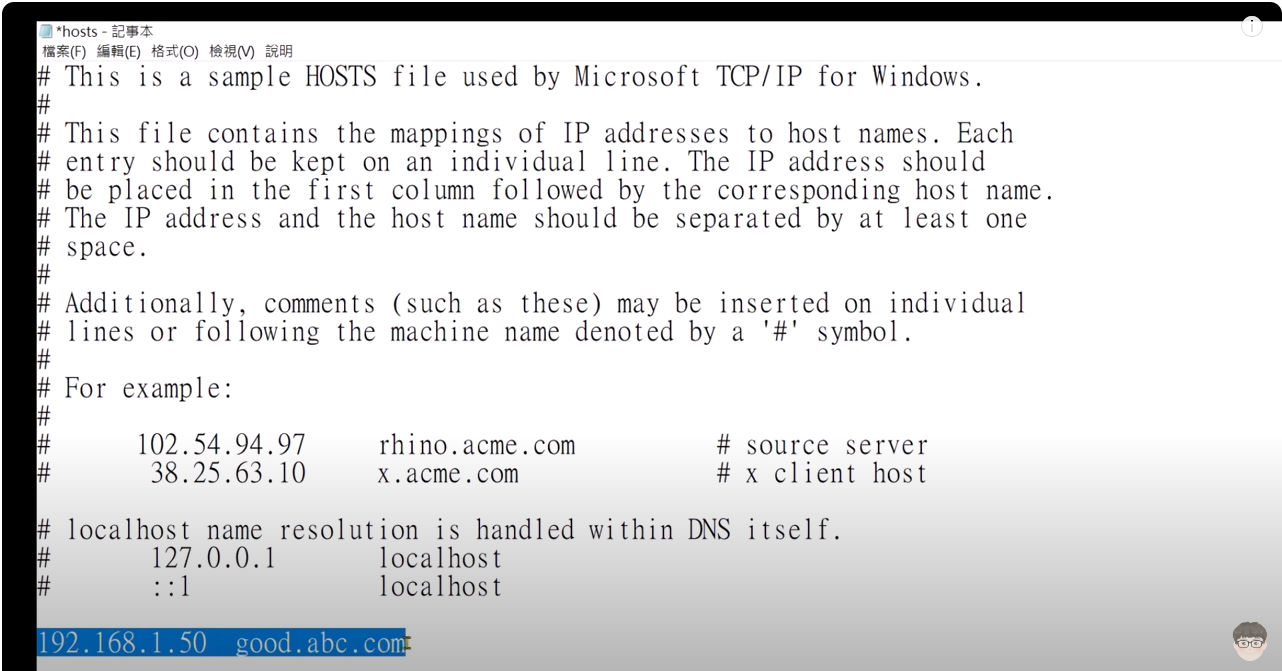 *hosts - 記事本
檔案(F) 編輯(E) 格式(O) 檢視(V) 說明
# This is a sample HOSTS file used by Microsoft TCP/IP for Windows.
#
# This file contains the mappings of IP addresses to host names. Each
# entry should be kept on an individual line. The IP address should
# be placed in the first column followed by the corresponding host name.
# The IP address and the host name should be separated by at least one
# space.
#
# Additionally, comments (such as these) may be inserted on individual
# lines or following the machine name denoted by a '#' symbol.
#
# For example:
#
#      102.54.94.97     rhino.acme.com          # source server
#       38.25.63.10     x.acme.com              # x client host

# localhost name resolution is handled within DNS itself.
#       127.0.0.1       localhost
#       ::1             localhost

192.168.1.50  good.abc.com